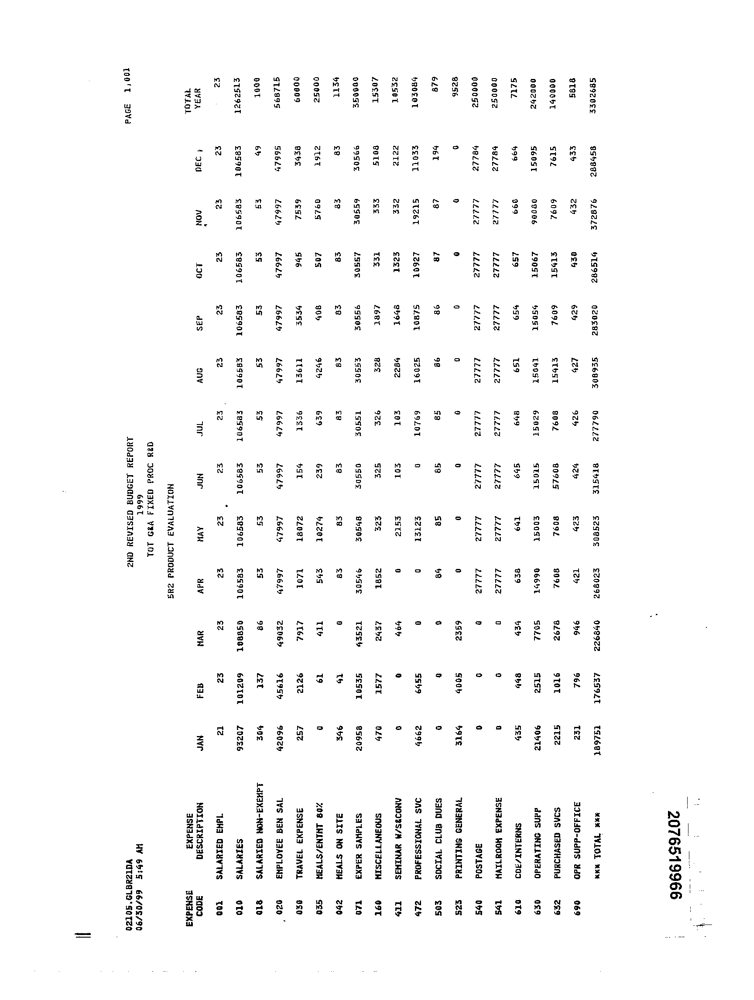 02105.GLBR21DA 2ND REVISED BUDGET REPORT PAGE 1,001
06/30/99 5:49 AM 1999
TOT G&A FIXED PROC R&D
5R2 PRODUCT EVALUATION
EXPENSE EXPENSE TOTAL
CODE DESCRIPTION JAN FEB MAR APR MAY JUN JUL AUG SEP OCT NOV DEC YEAR
001 SALARIED EMPL 21 23 23 23 23 23 23 23 23 23 23 23 23
010 SALARIES 93207 101209 108850 106583 106583 106583 106583 106583 106583 106583 106583 106583 1262513
018 SALARIED NON-EXEMPT 304 137 86 53 53 53 53 53 53 53 53 49 1000
020 EMPLOYEE BEN SAL 42096 45616 49032 47997 47997 47997 47997 47997 47997 47997 47997 47995 568715
030 TRAVEL EXPENSE 257 2126 7917 1071 18072 154 1336 13611 3534 945 7539 3438 60000
035 MEALS/ENTMT 80% 0 61 411 543 10274 239 639 4246 408 507 5760 1912 25000
042 MEALS ON SITE 346 41 0 83 83 83 83 83 83 83 83 83 1134
071 EXPER SAMPLES 20958 10535 43521 30546 30548 30550 30551 30553 30556 30557 30559 30566 350000
160 MISCELLANEOUS 470 1577 2437 1852 323 325 326 328 1897 331 333 5108 15307
411 SEMINAR W/S&CONV 0 0 464 0 2153 103 103 2284 1648 1323 332 2122 10532
472 PROFESSIONAL SVC 4662 6455 0 0 13123 0 10769 16025 10875 10927 19215 11033 103084
503 SOCIAL CLUB DUES 0 0 0 84 85 85 85 86 86 87 87 194 879
523 PRINTING GENERAL 3164 4005 2359 0 0 0 0 0 0 0 0 0 9528
540 POSTAGE 0 0 0 27777 27777 27777 27777 27777 27777 27777 27777 27784 250000
541 MAILROOM EXPENSE 0 0 0 27777 27777 27777 27777 27777 27777 27777 27777 27784 250000
610 COE/INTERNS 435 448 434 638 641 645 648 651 654 657 660 664 7175
630 OPERATING SUPP 21406 2515 7705 14990 15003 15015 15029 15041 15054 15067 90080 15095 242000
632 PURCHASED SVCS 2215 1016 2678 7608 7608 57608 7608 15413 7609 15413 7609 7615 140000
690 OPR SUPP-OFFICE 231 796 946 421 423 424 426 427 429 430 432 433 5818
*** TOTAL *** 189751 176537 226840 268023 308523 315418 277790 308935 283020 286514 372876 288458 3302685
2076519966